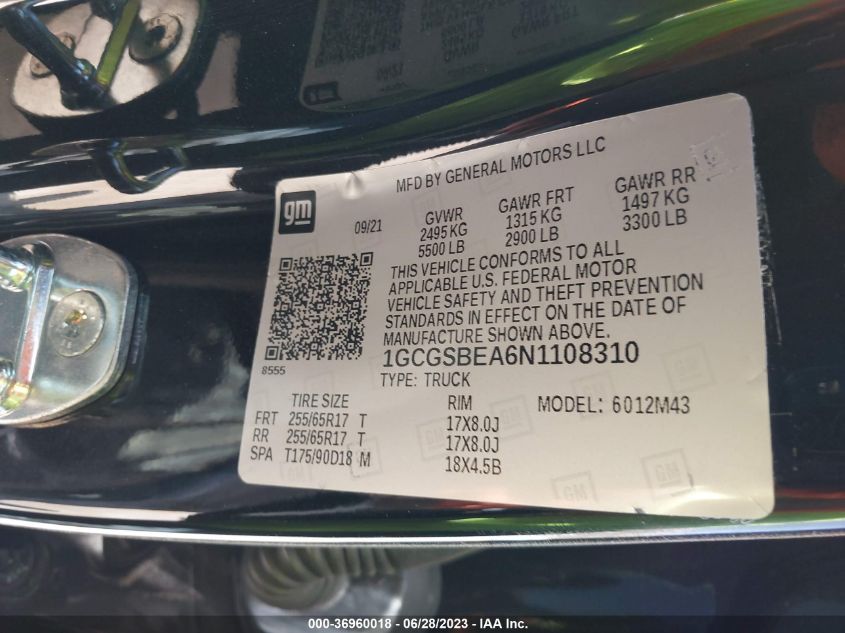 gm
MFD BY GENERAL MOTORS LLC
09/21
GVWR GAWR FRT GAWR RR
2495 KG 1315 KG 1497 KG
5500 LB 2900 LB 3300 LB
THIS VEHICLE CONFORMS TO ALL
APPLICABLE U.S. FEDERAL MOTOR
VEHICLE SAFETY AND THEFT PREVENTION
STANDARDS IN EFFECT ON THE DATE OF
MANUFACTURE SHOWN ABOVE.
8555
1GCGSBEA6N1108310
TYPE: TRUCK
TIRE SIZE RIM MODEL: 6012M43
FRT 255/65R17 T 17X8.0J
RR 255/65R17 T 17X8.0J
SPA T175/90D18 M 18X4.5B
GM GM GM
000-36960018 - 06/28/2023 - IAA Inc.